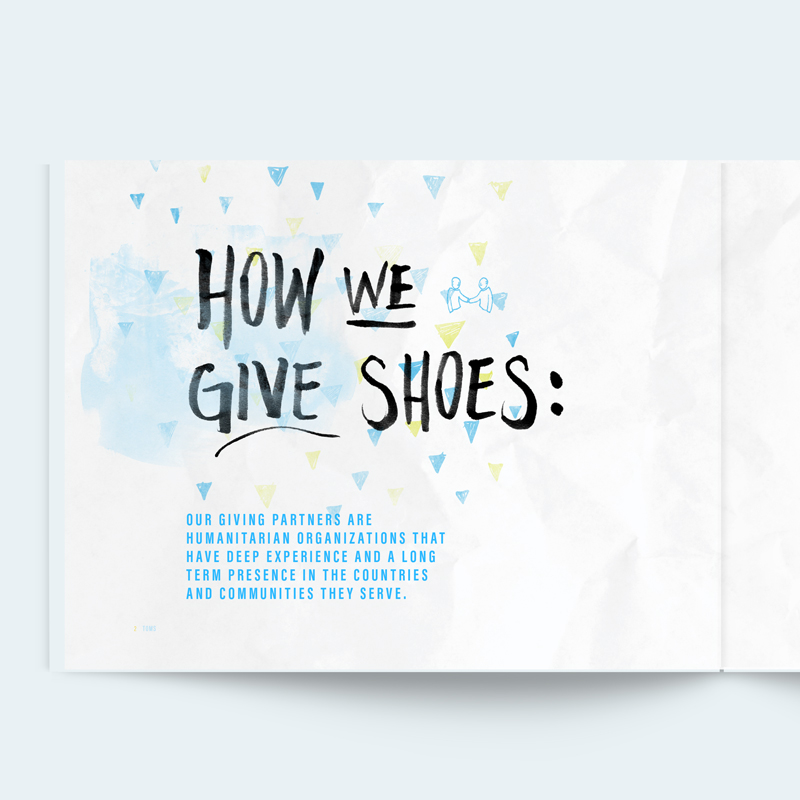 HOW WE
GIVE SHOES:
OUR GIVING PARTNERS ARE
HUMANITARIAN ORGANIZATIONS THAT
HAVE DEEP EXPERIENCE AND A LONG
TERM PRESENCE IN THE COUNTRIES
AND COMMUNITIES THEY SERVE.
TOMS